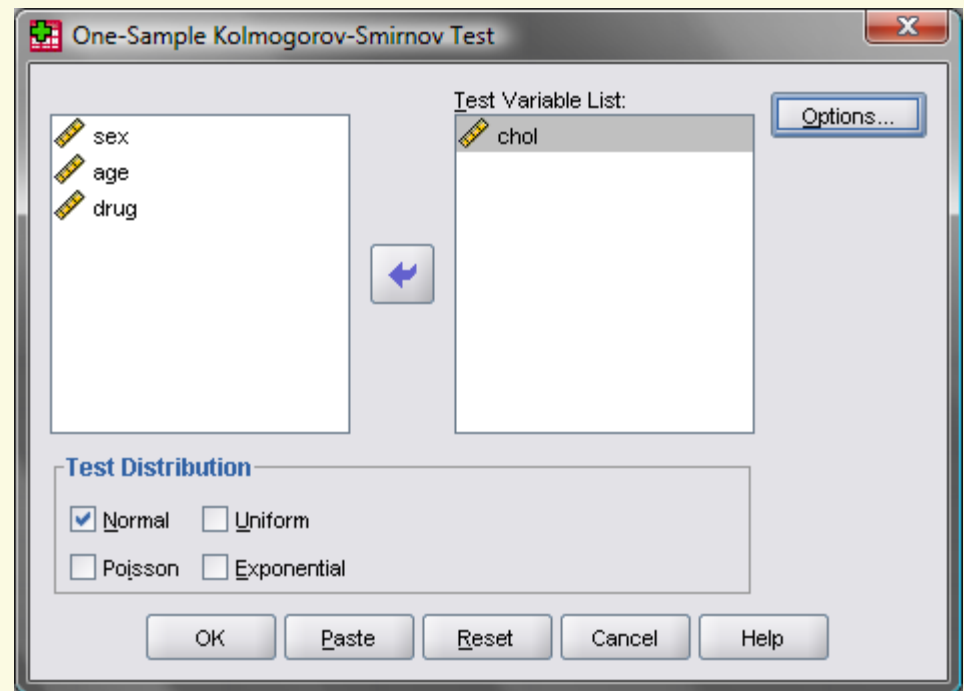 One-Sample Kolmogorov-Smirnov Test
Test Variable List:
Options...
sex
age
drug
chol
Test Distribution
Normal Uniform
Poisson Exponential
OK Paste Reset Cancel Help